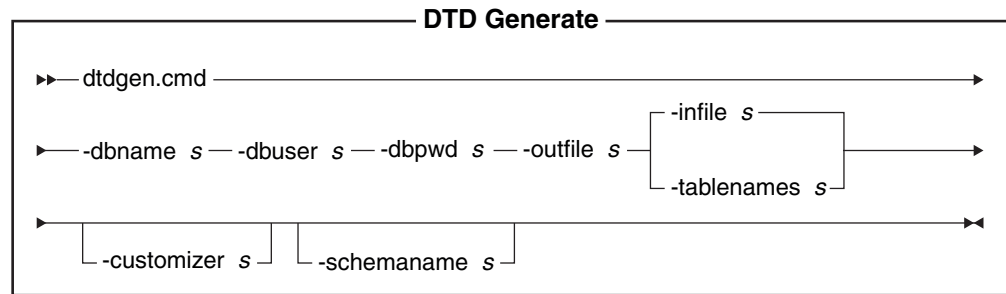 DTD Generate
dtdgen.cmd
-dbname s -dbuser s -dbpwd s -outfile s -infile s
-tablenames s
-customizer s -schemaname s